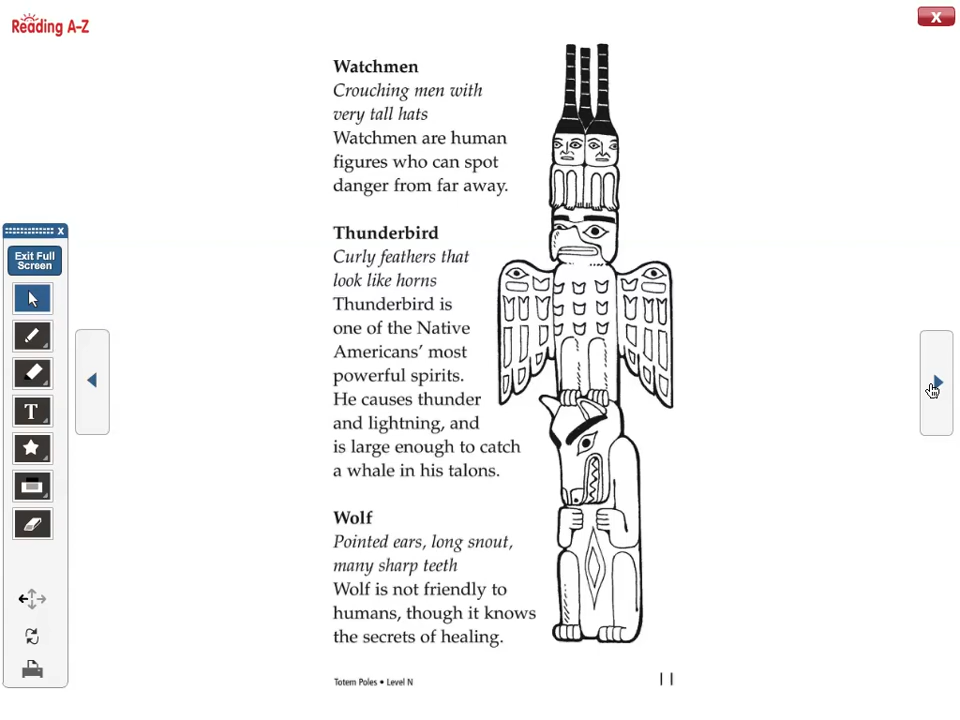 Reading A-Z
X
Watchmen
Crouching men with
very tall hats
Watchmen are human
figures who can spot
danger from far away.
Thunderbird
Curly feathers that
look like horns
Thunderbird is
one of the Native
Americans' most
powerful spirits.
He causes thunder
and lightning, and
is large enough to catch
a whale in his talons.
Wolf
Pointed ears, long snout,
many sharp teeth
Wolf is not friendly to
humans, though it knows
the secrets of healing.
Totem Poles • Level N
11
X
Exit Full
Screen
T